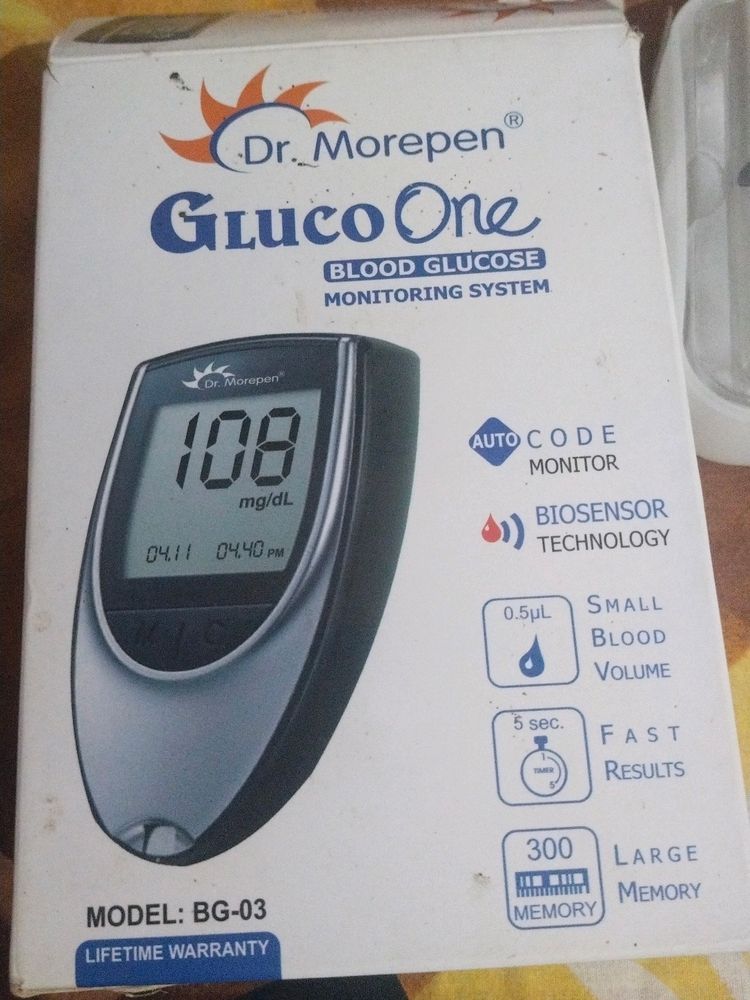 Dr. Morepen®
GLUCO One
BLOOD GLUCOSE
MONITORING SYSTEM
Dr. Morepen®
108
mg/dL
04.11 04.40 PM
AUTO CODE
MONITOR
BIOSENSOR
TECHNOLOGY
0.5µL
SMALL
BLOOD
VOLUME
5 sec.
1
TIMER
5
FAST
RESULTS
300
MEMORY
LARGE
MEMORY
MODEL: BG-03
LIFETIME WARRANTY